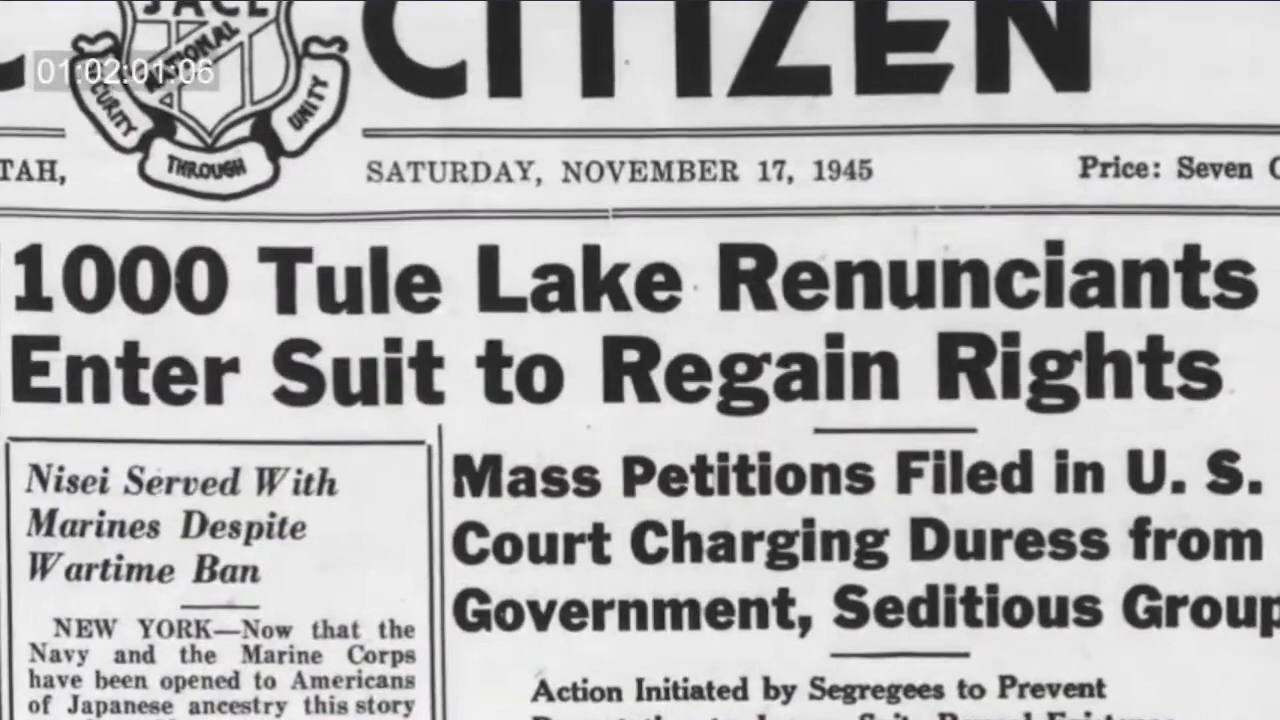 JACL
CITIZEN
01:02:01:06
NATIONAL
THROUGH
UNITY
SATURDAY, NOVEMBER 17, 1945
Price: Seven
1000 Tule Lake Renunciants
Enter Suit to Regain Rights
Nisei Served With
Marines Despite
Wartime Ban
NEW YORK—Now that the
Navy and the Marine Corps
have been opened to Americans
of Japanese ancestry this story
Mass Petitions Filed in U. S.
Court Charging Duress from
Government, Seditious Group
Action Initiated by Segregees to Prevent